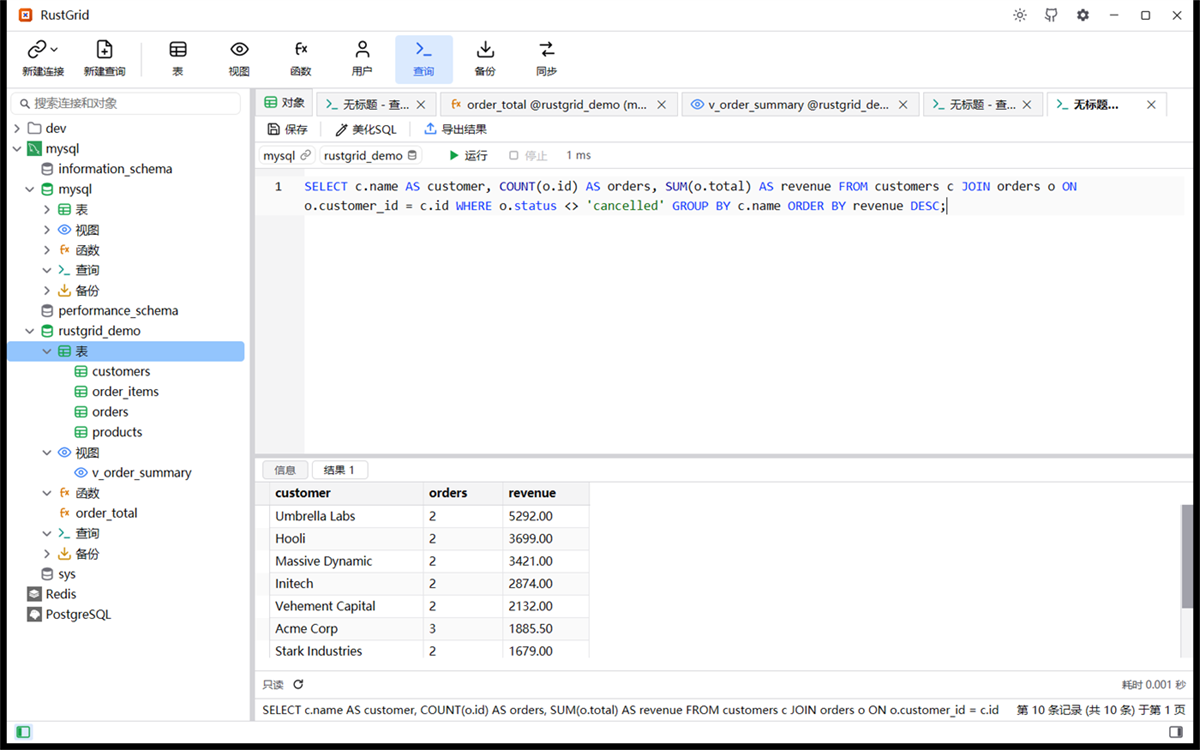 RustGrid
新建连接 新建查询 表 视图 函数 用户 查询 备份 同步
搜索连接和对象
dev
mysql
information_schema
mysql
表
视图
函数
查询
备份
performance_schema
rustgrid_demo
表
customers
order_items
orders
products
视图
v_order_summary
函数
order_total
查询
备份
sys
Redis
PostgreSQL
对象 无标题 - 查... order_total @rustgrid_demo (m... v_order_summary @rustgrid_de... 无标题 - 查... 无标题...
保存 美化SQL 导出结果
mysql rustgrid_demo 运行 停止 1 ms
1 SELECT c.name AS customer, COUNT(o.id) AS orders, SUM(o.total) AS revenue FROM customers c JOIN orders o ON
o.customer_id = c.id WHERE o.status <> 'cancelled' GROUP BY c.name ORDER BY revenue DESC;
信息 结果 1
customer orders revenue
Umbrella Labs 2 5292.00
Hooli 2 3699.00
Massive Dynamic 2 3421.00
Initech 2 2874.00
Vehement Capital 2 2132.00
Acme Corp 3 1885.50
Stark Industries 2 1679.00
只读 耗时 0.001 秒
SELECT c.name AS customer, COUNT(o.id) AS orders, SUM(o.total) AS revenue FROM customers c JOIN orders o ON o.customer_id = c.id 第 10 条记录 (共 10 条) 于第 1 页